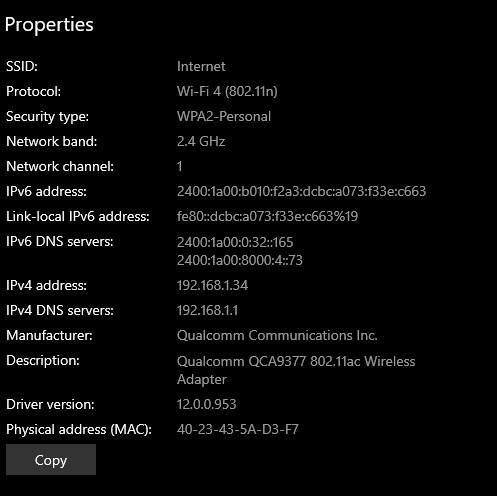 Properties
SSID: Internet
Protocol: Wi-Fi 4 (802.11n)
Security type: WPA2-Personal
Network band: 2.4 GHz
Network channel: 1
IPv6 address: 2400:1a00:b010:f2a3:dcbc:a073:f33e:c663
Link-local IPv6 address: fe80::dcbc:a073:f33e:c663%19
IPv6 DNS servers: 2400:1a00:0:32::165
2400:1a00:8000:4::73
IPv4 address: 192.168.1.34
IPv4 DNS servers: 192.168.1.1
Manufacturer: Qualcomm Communications Inc.
Description: Qualcomm QCA9377 802.11ac Wireless
Adapter
Driver version: 12.0.0.953
Physical address (MAC): 40-23-43-5A-D3-F7
Copy